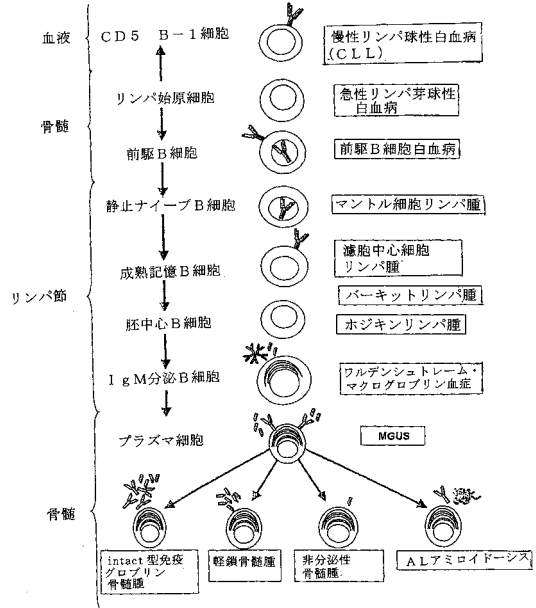 血液
CD5 B-1細胞
慢性リンパ球性白血病
(CLL)
リンパ始原細胞
急性リンパ芽球性
白血病
骨髄
前駆B細胞
前駆B細胞白血病
静止ナイーブB細胞
マントル細胞リンパ腫
成熟記憶B細胞
濾胞中心細胞
リンパ腫
リンパ節
バーキットリンパ腫
胚中心B細胞
ホジキンリンパ腫
IgM分泌B細胞
ワルデンシュトレーム・
マクログロブリン血症
プラズマ細胞
MGUS
骨髄
intact型免疫
グロブリン
骨髄腫
軽鎖骨髄腫
非分泌性
骨髄腫
ALアミロイドーシス